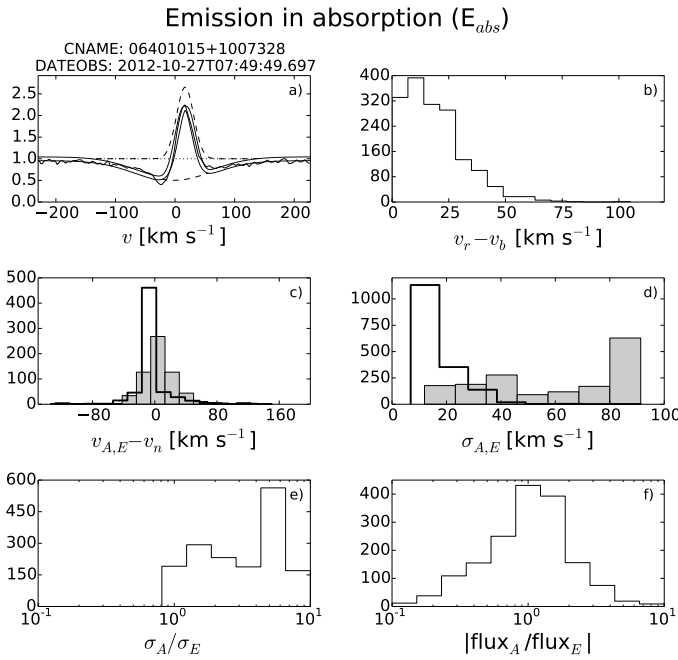 Emission in absorption (E_abs)
CNAME: 06401015+1007328
DATEOBS: 2012-10-27T07:49:49.697
a)
2.5
2.0
1.5
1.0
0.5
0.0
−200 −100 0 100 200
v [km s⁻¹]
b)
400
320
240
160
80
0
0 25 50 75 100
v_r−v_b [km s⁻¹]
c)
500
400
300
200
100
0
−80 0 80 160
v_A,E−v_n [km s⁻¹]
d)
1000
750
500
250
0
0 20 40 60 80 100
σ_A,E [km s⁻¹]
e)
600
450
300
150
10⁻¹ 10⁰ 10¹
σ_A/σ_E
f)
400
300
200
100
0
10⁻¹ 10⁰ 10¹
|flux_A/flux_E|